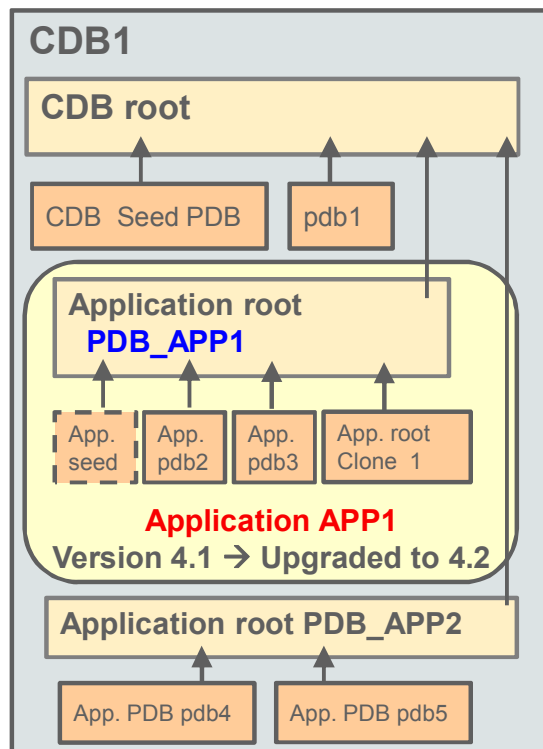 CDB1
CDB root
CDB Seed PDB
pdb1
Application root
PDB_APP1
App.
seed
App.
pdb2
App.
pdb3
App. root
Clone 1
Application APP1
Version 4.1 → Upgraded to 4.2
Application root PDB_APP2
App. PDB pdb4
App. PDB pdb5